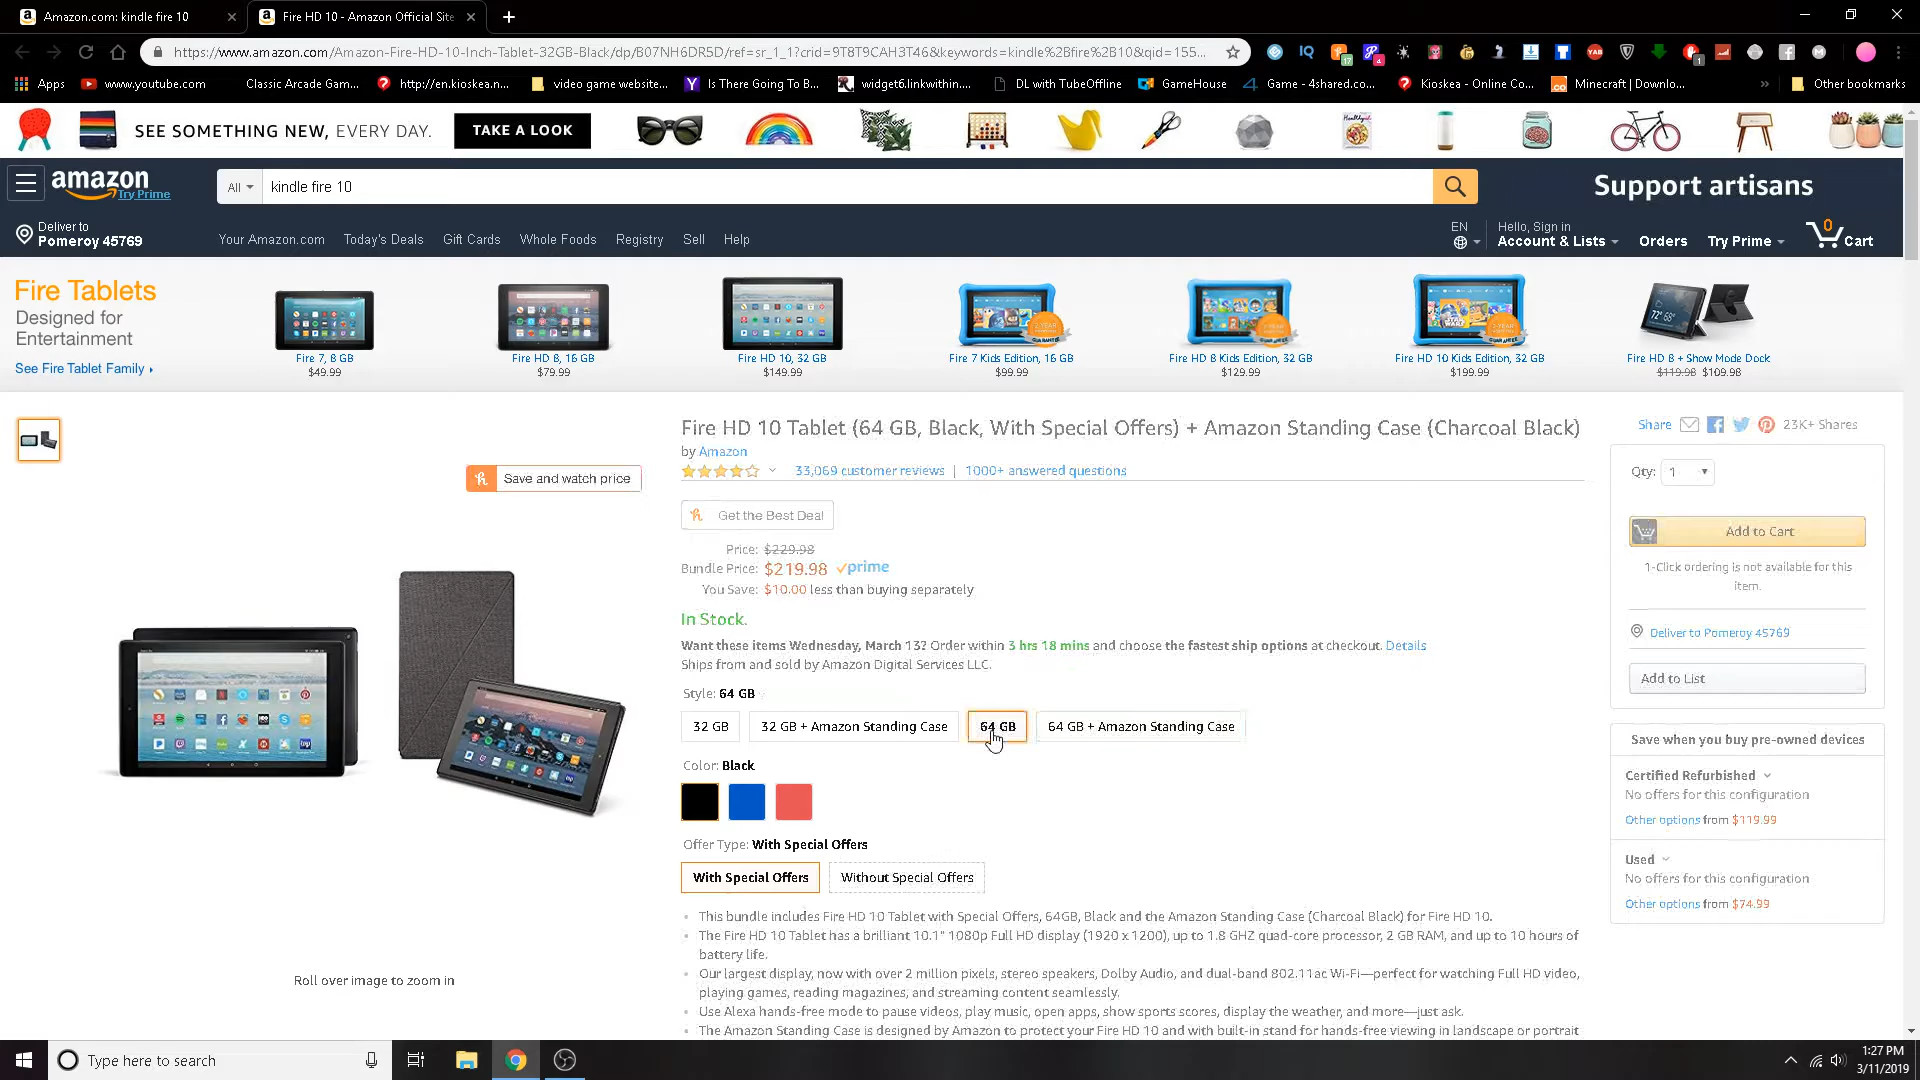 Amazon.com: kindle fire 10
Fire HD 10 - Amazon Official Site
https://www.amazon.com/Amazon-Fire-HD-10-Inch-Tablet-32GB-Black/dp/B07NH6DR5D/ref=sr_1_1?crid=9T8T9CAH3T46&keywords=kindle%2Bfire%2B10&qid=155...
Apps
www.youtube.com
Classic Arcade Gam...
http://en.kioskea.n...
video game website...
Is There Going To B...
widget6.linkwithin....
DL with TubeOffline
GameHouse
Game - 4shared.co...
Kioskea - Online Co...
Minecraft | Downlo...
Other bookmarks
SEE SOMETHING NEW, EVERY DAY.
TAKE A LOOK
amazon
Try Prime
All
kindle fire 10
Support artisans
Deliver to
Pomeroy 45769
Your Amazon.com
Today's Deals
Gift Cards
Whole Foods
Registry
Sell
Help
EN
Hello, Sign in
Account & Lists
Orders
Try Prime
0
Cart
Fire Tablets
Designed for
Entertainment
See Fire Tablet Family
Fire 7, 8 GB
$49.99
Fire HD 8, 16 GB
$79.99
Fire HD 10, 32 GB
$149.99
Fire 7 Kids Edition, 16 GB
$99.99
Fire HD 8 Kids Edition, 32 GB
$129.99
Fire HD 10 Kids Edition, 32 GB
$199.99
Fire HD 8 + Show Mode Dock
$119.98 $109.98
Save and watch price
Roll over image to zoom in
Fire HD 10 Tablet (64 GB, Black, With Special Offers) + Amazon Standing Case (Charcoal Black)
by Amazon
33,069 customer reviews | 1000+ answered questions
Get the Best Deal
Price: $229.98
Bundle Price: $219.98 prime
You Save: $10.00 less than buying separately
In Stock.
Want these items Wednesday, March 13? Order within 3 hrs 18 mins and choose the fastest ship options at checkout. Details
Ships from and sold by Amazon Digital Services LLC.
Style: 64 GB
32 GB
32 GB + Amazon Standing Case
64 GB
64 GB + Amazon Standing Case
Color: Black
Offer Type: With Special Offers
With Special Offers
Without Special Offers
This bundle includes Fire HD 10 Tablet with Special Offers, 64GB, Black and the Amazon Standing Case (Charcoal Black) for Fire HD 10.
The Fire HD 10 Tablet has a brilliant 10.1" 1080p Full HD display (1920 x 1200), up to 1.8 GHZ quad-core processor, 2 GB RAM, and up to 10 hours of
battery life.
Our largest display, now with over 2 million pixels, stereo speakers, Dolby Audio, and dual-band 802.11ac Wi-Fi—perfect for watching Full HD video,
playing games, reading magazines, and streaming content seamlessly.
Use Alexa hands-free mode to pause videos, play music, open apps, show sports scores, display the weather, and more—just ask.
The Amazon Standing Case is designed by Amazon to protect your Fire HD 10 and with built-in stand for hands-free viewing in landscape or portrait
Share
23K+ Shares
Qty: 1
Add to Cart
1-Click ordering is not available for this
item.
Deliver to Pomeroy 45769
Add to List
Save when you buy pre-owned devices
Certified Refurbished
No offers for this configuration
Other options from $119.99
Used
No offers for this configuration
Other options from $74.99
Type here to search
1:27 PM
3/11/2019